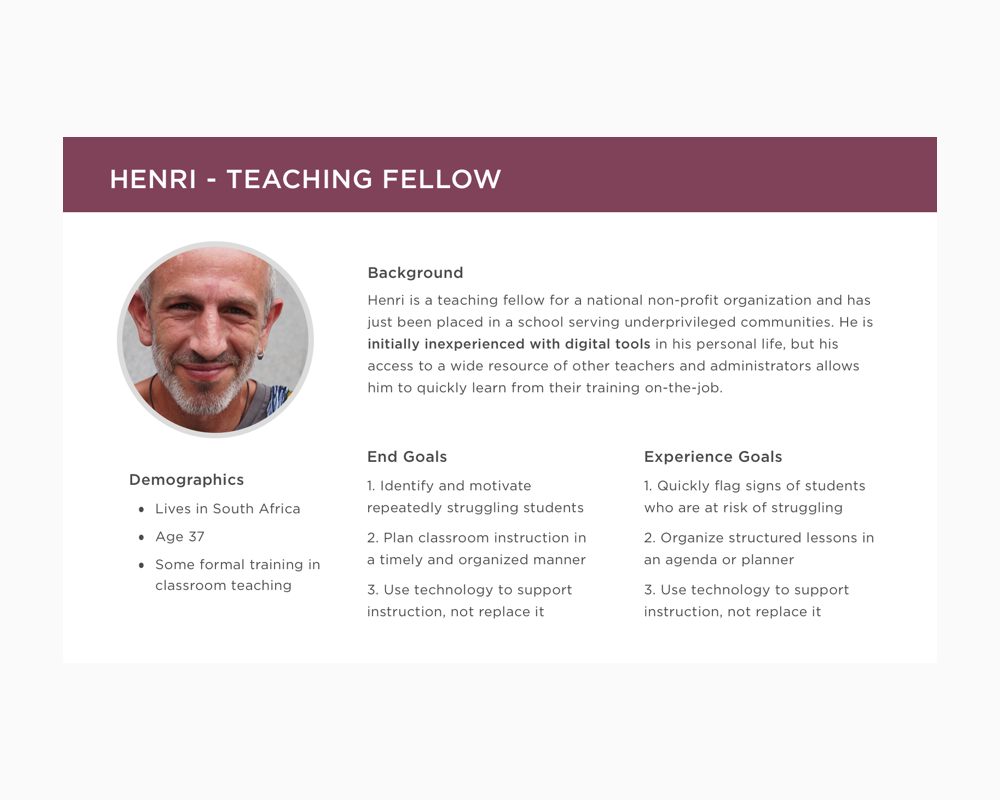 HENRI - TEACHING FELLOW
Background
Henri is a teaching fellow for a national non-profit organization and has
just been placed in a school serving underprivileged communities. He is
initially inexperienced with digital tools in his personal life, but his
access to a wide resource of other teachers and administrators allows
him to quickly learn from their training on-the-job.
Demographics
• Lives in South Africa
• Age 37
• Some formal training in
classroom teaching
End Goals
1. Identify and motivate
repeatedly struggling students
2. Plan classroom instruction in
a timely and organized manner
3. Use technology to support
instruction, not replace it
Experience Goals
1. Quickly flag signs of students
who are at risk of struggling
2. Organize structured lessons in
an agenda or planner
3. Use technology to support
instruction, not replace it